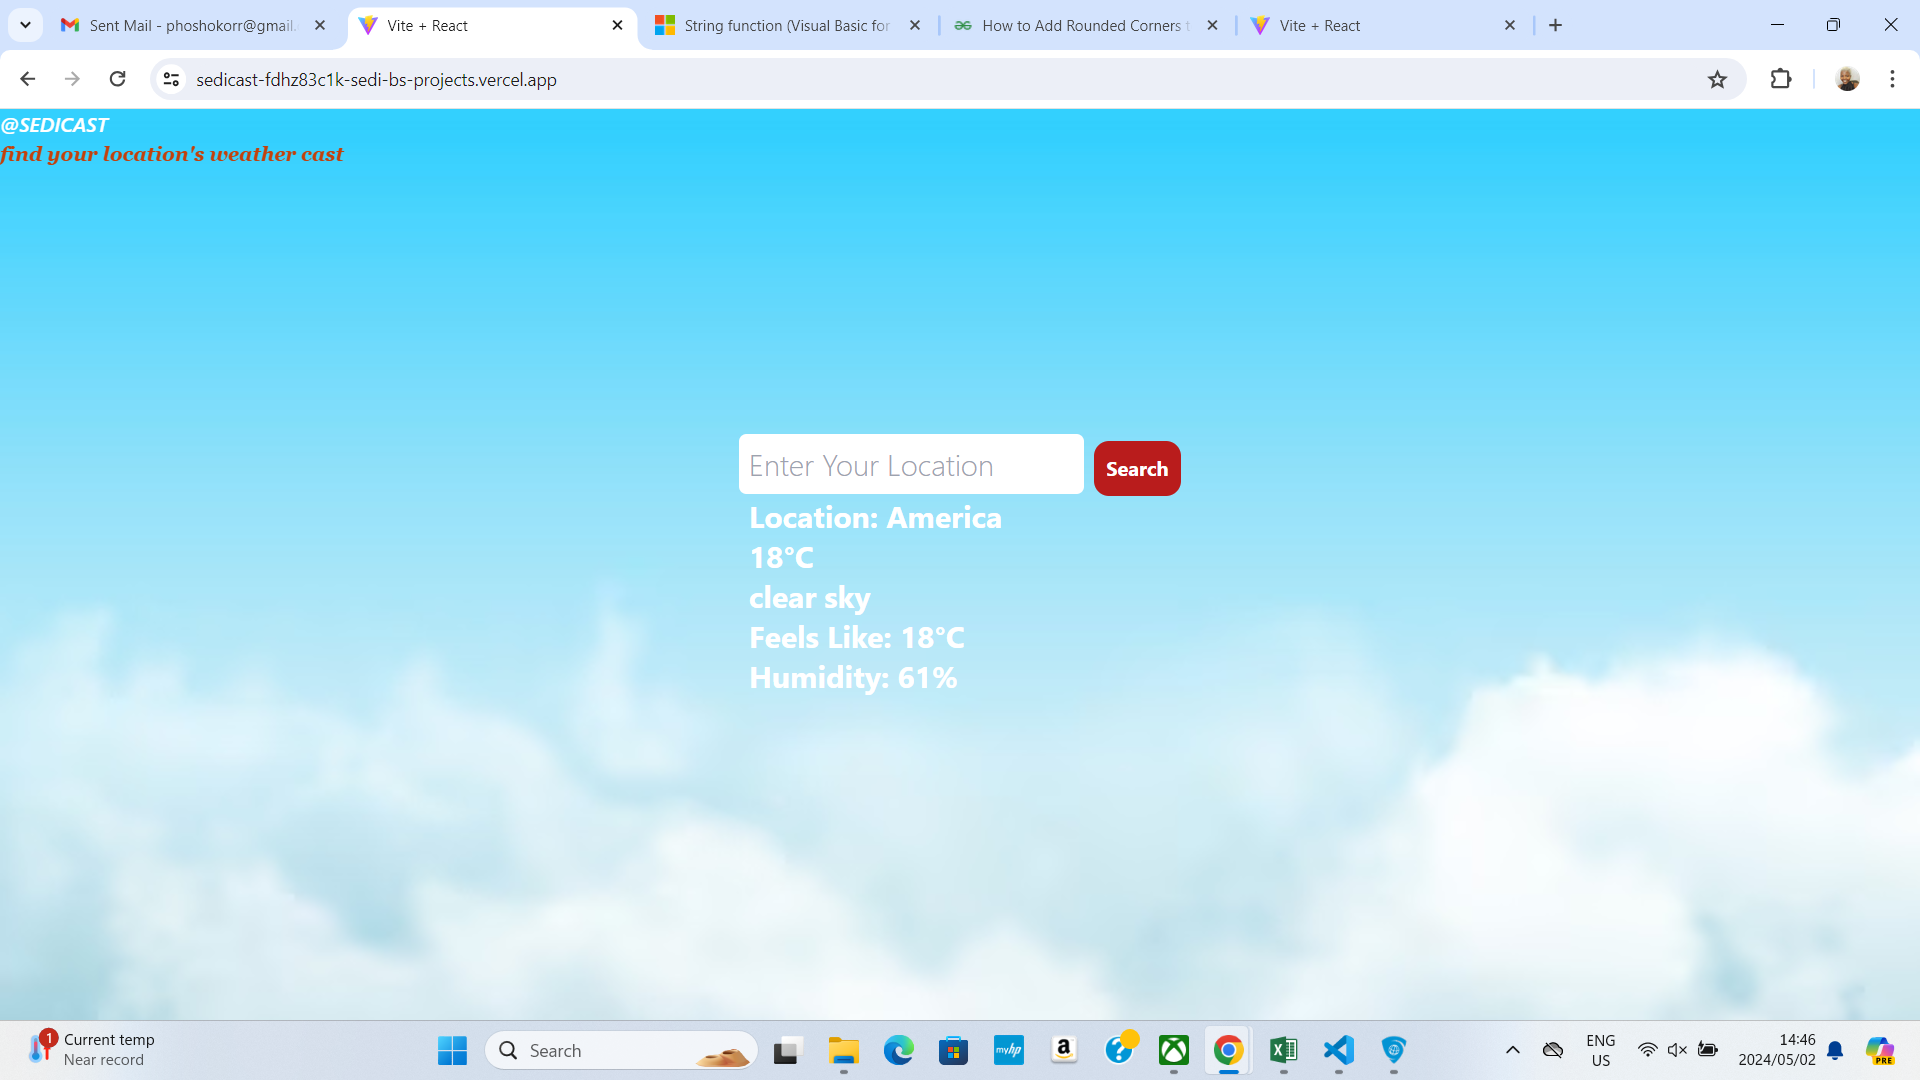 Sent Mail - phoshokorr@gmail.
Vite + React
String function (Visual Basic for
How to Add Rounded Corners t
Vite + React
sedicast-fdhz83c1k-sedi-bs-projects.vercel.app
@SEDICAST
find your location's weather cast
Enter Your Location
Search
Location: America
18°C
clear sky
Feels Like: 18°C
Humidity: 61%
1
Current temp
Near record
Search
myhp
a
?
ENG
US
14:46
2024/05/02
PRE